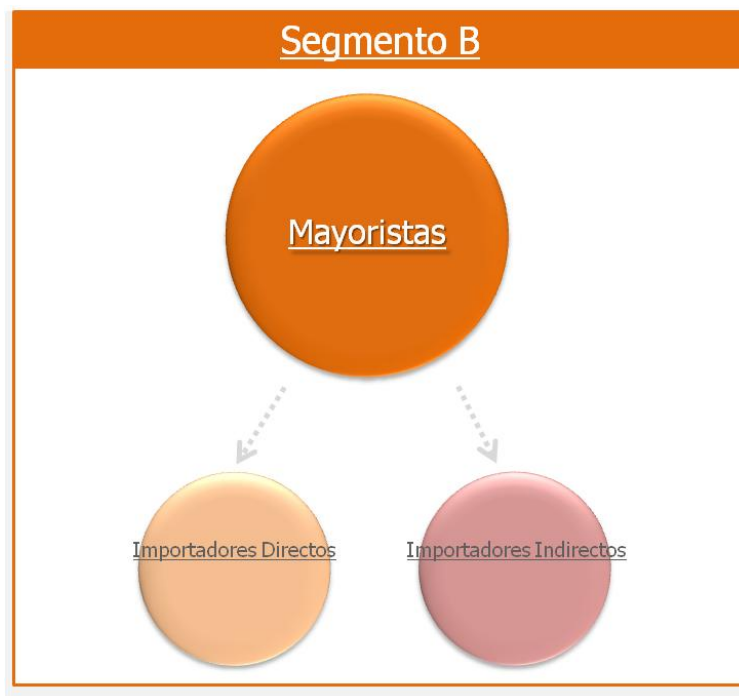 Segmento B
Mayoristas
Importadores Directos
Importadores Indirectos